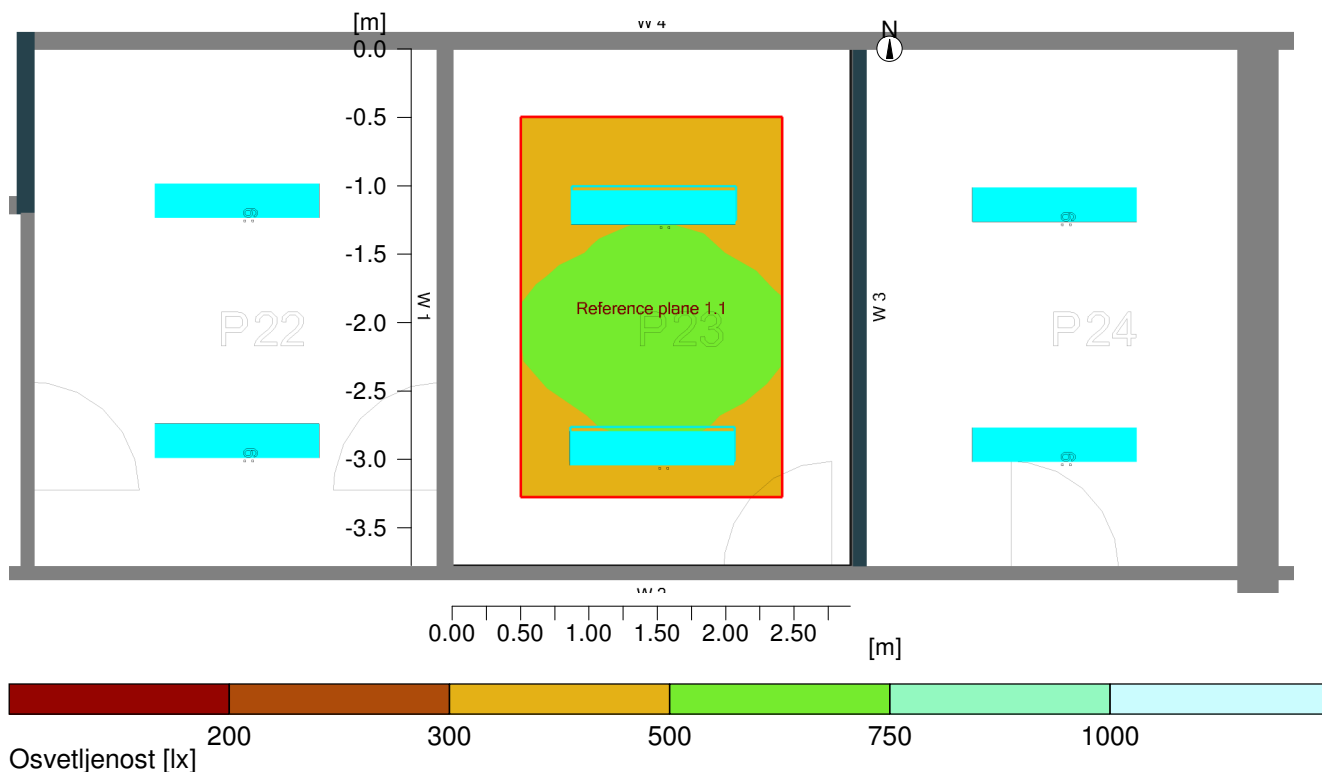 [m]
W 4
N
0.0
-0.5
-1.0
-1.5
-2.0
-2.5
-3.0
-3.5
W 1
W 3
P22
Reference plane 1.1
P23
P24
0.00 0.50 1.00 1.50 2.00 2.50
[m]
200 300 500 750 1000
Osvetljenost [lx]